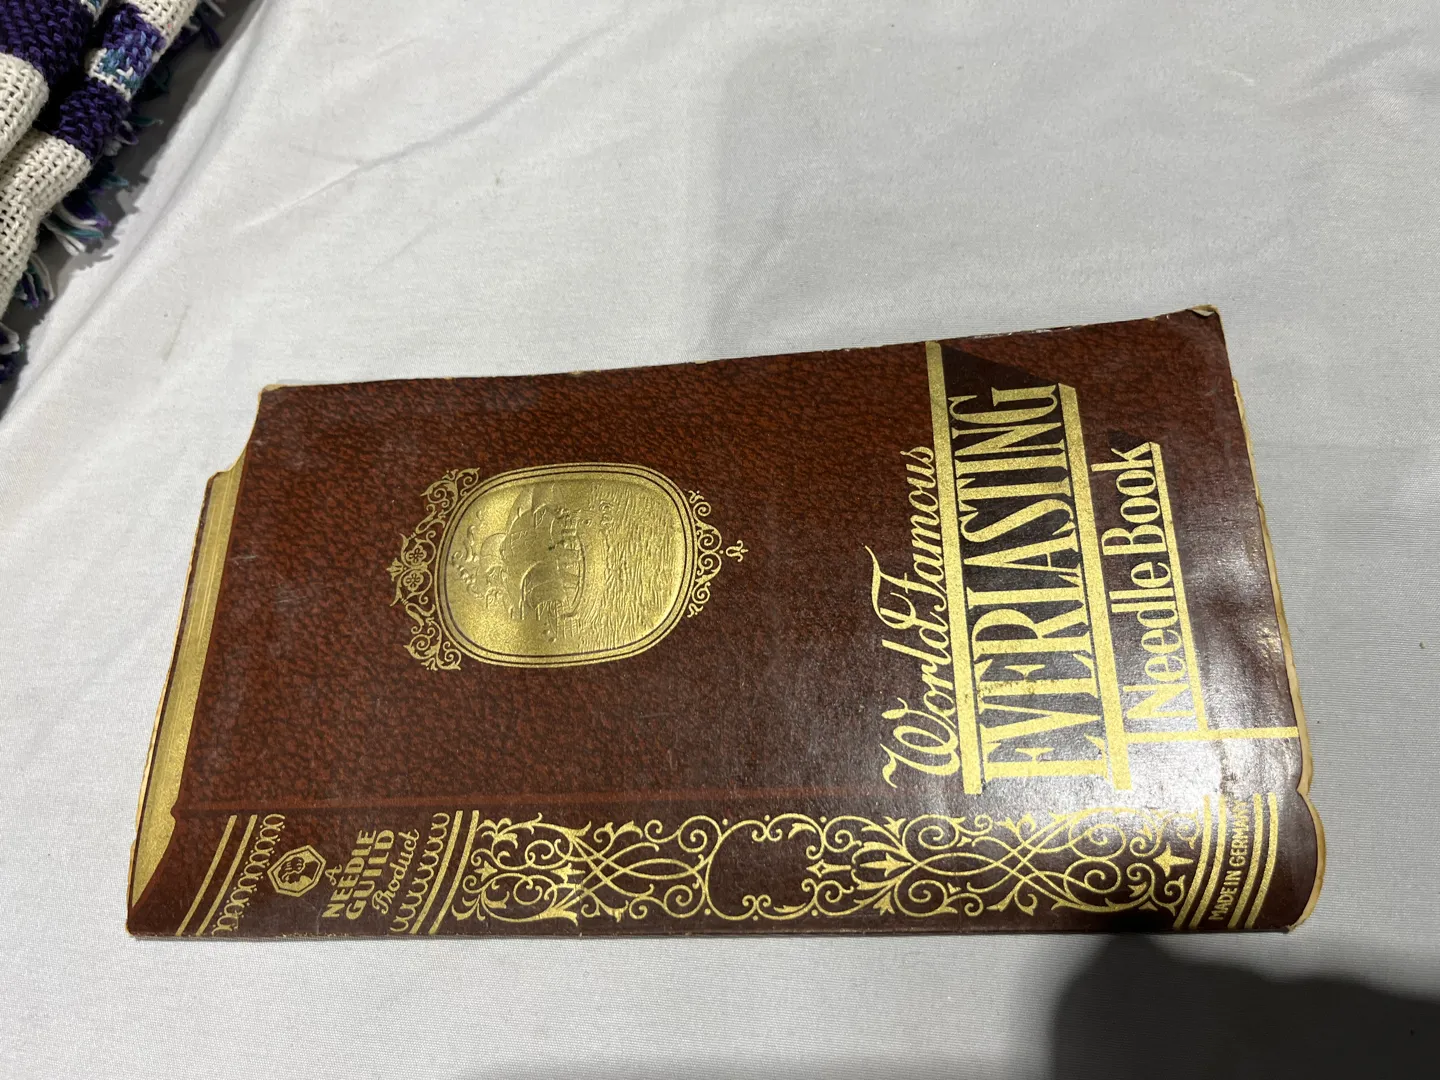 World Famous
EVERLASTING
Needle Book
A
NEEDLE
GUILD
Product
MADE IN GERMANY